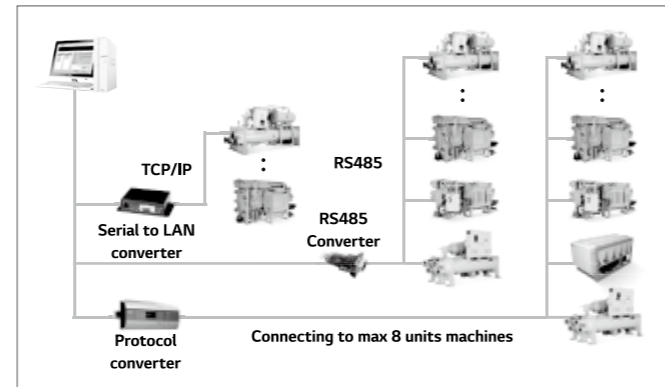 TCP/IP
RS485
Serial to LAN
converter
RS485
Converter
Protocol
converter
Connecting to max 8 units machines